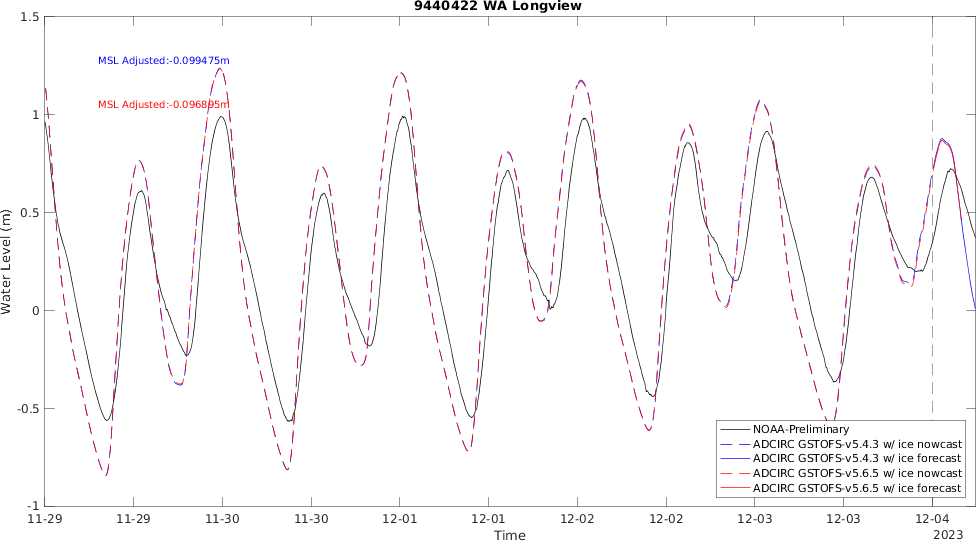 9440422 WA Longview
1.5
MSL Adjusted:-0.099475m
MSL Adjusted:-0.096895m
1
0.5
Water Level (m)
0
-0.5
-1
NOAA-Preliminary
ADCIRC GSTOFS-v5.4.3 w/ ice nowcast
ADCIRC GSTOFS-v5.4.3 w/ ice forecast
ADCIRC GSTOFS-v5.6.5 w/ ice nowcast
ADCIRC GSTOFS-v5.6.5 w/ ice forecast
11-29 11-29 11-30 11-30 12-01 12-01 12-02 12-02 12-03 12-03 12-04
Time 2023